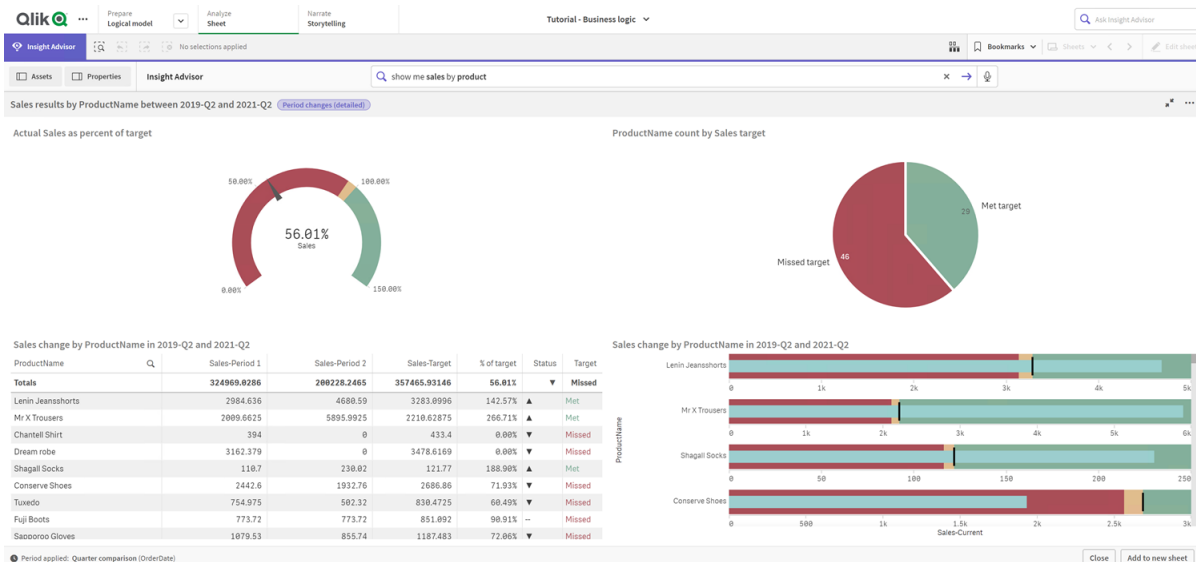 Qlik
Prepare
Logical model
Analyze
Sheet
Narrate
Storytelling
Tutorial - Business logic
Ask Insight Advisor
Insight Advisor
No selections applied
Bookmarks
Sheets
Edit sheet
Assets
Properties
Insight Advisor
show me sales by product
Sales results by ProductName between 2019-Q2 and 2021-Q2 Period changes (detailed)
Actual Sales as percent of target
50.00%
100.00%
56.01%
Sales
0.00%
150.00%
ProductName count by Sales target
29
Met target
Missed target
46
Sales change by ProductName in 2019-Q2 and 2021-Q2
ProductName Sales-Period 1 Sales-Period 2 Sales-Target % of target Status Target
Totals 324969.0286 200228.2465 357465.93146 56.01% ▼ Missed
Lenin Jeansshorts 2984.636 4680.59 3283.0996 142.57% ▲ Met
Mr X Trousers 2009.6625 5895.9925 2210.62875 266.71% ▲ Met
Chantell Shirt 394 0 433.4 0.00% ▼ Missed
Dream robe 3162.379 0 3478.6169 0.00% ▼ Missed
Shagall Socks 110.7 230.02 121.77 188.90% ▲ Met
Conserve Shoes 2442.6 1932.76 2686.86 71.93% ▼ Missed
Tuxedo 754.975 502.32 830.4725 60.49% ▼ Missed
Fuji Boots 773.72 773.72 851.092 90.91% — Missed
Sapporoo Gloves 1079.53 855.74 1187.483 72.06% ▼ Missed
Sales change by ProductName in 2019-Q2 and 2021-Q2
ProductName
Lenin Jeansshorts
0 1k 2k 3k 4k 5k
Mr X Trousers
0 1k 2k 3k 4k 5k 6k
Shagall Socks
0 50 100 150 200 250
Conserve Shoes
0 500 1k 1.5k 2k 2.5k 3k
Sales-Current
Period applied: Quarter comparison (OrderDate)
Close
Add to new sheet